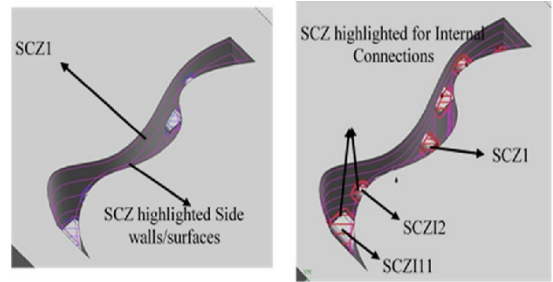 SCZ1
SCZ highlighted Side
walls/surfaces
SCZ highlighted for Internal
Connections
SCZ1
SCZI2
SCZI11